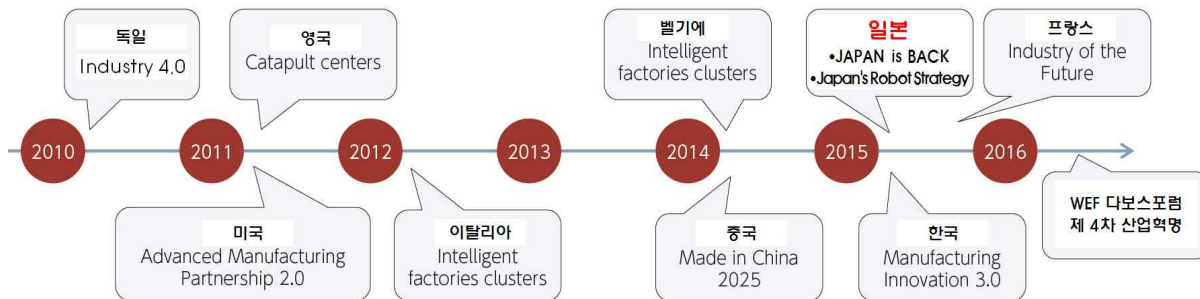 독일
Industry 4.0
영국
Catapult centers
벨기에
Intelligent
factories clusters
일본
•JAPAN is BACK
•Japan's Robot Strategy
프랑스
Industry of the
Future
2010
2011
2012
2013
2014
2015
2016
미국
Advanced Manufacturing
Partnership 2.0
이탈리아
Intelligent
factories clusters
중국
Made in China
2025
한국
Manufacturing
Innovation 3.0
WEF 다보스포럼
제 4차 산업혁명